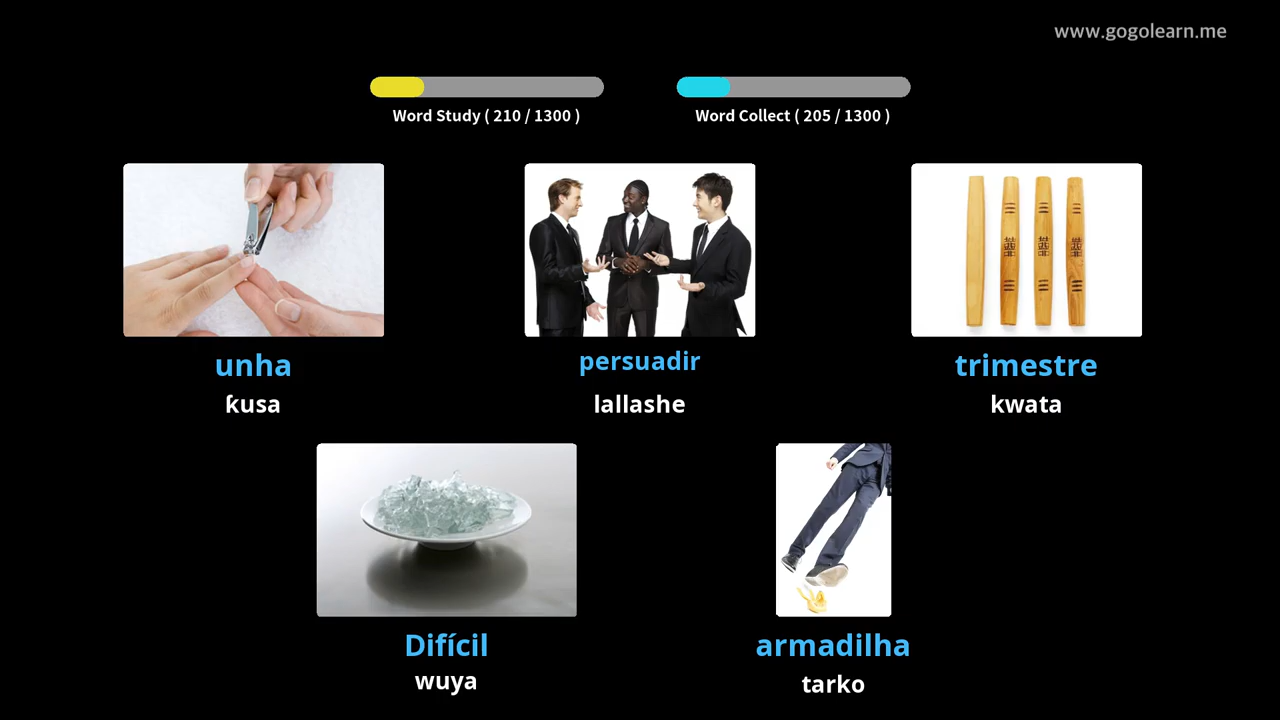 www.gogolearn.me
Word Study ( 210 / 1300 )
Word Collect ( 205 / 1300 )
unha
ƙusa
persuadir
lallashe
trimestre
kwata
Difícil
wuya
armadilha
tarko